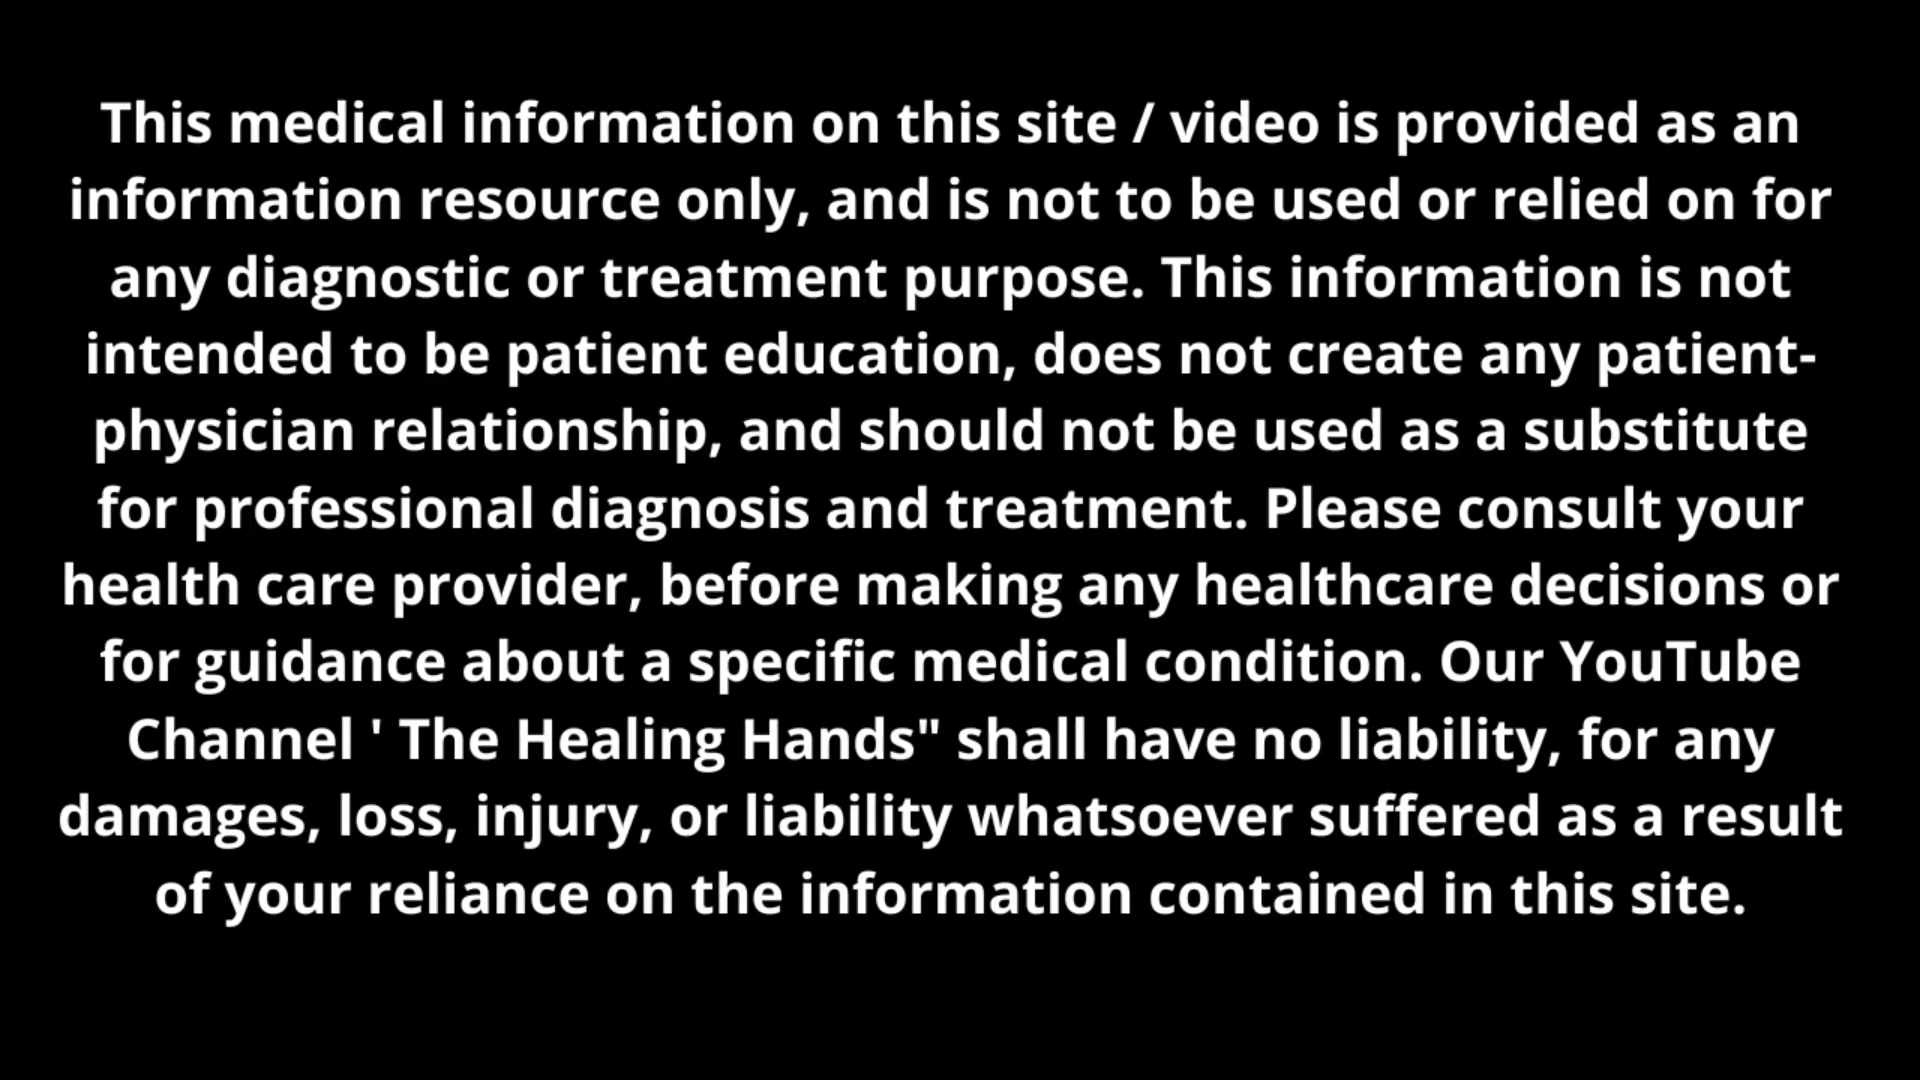 This medical information on this site / video is provided as an
information resource only, and is not to be used or relied on for
any diagnostic or treatment purpose. This information is not
intended to be patient education, does not create any patient-
physician relationship, and should not be used as a substitute
for professional diagnosis and treatment. Please consult your
health care provider, before making any healthcare decisions or
for guidance about a specific medical condition. Our YouTube
Channel ' The Healing Hands" shall have no liability, for any
damages, loss, injury, or liability whatsoever suffered as a result
of your reliance on the information contained in this site.